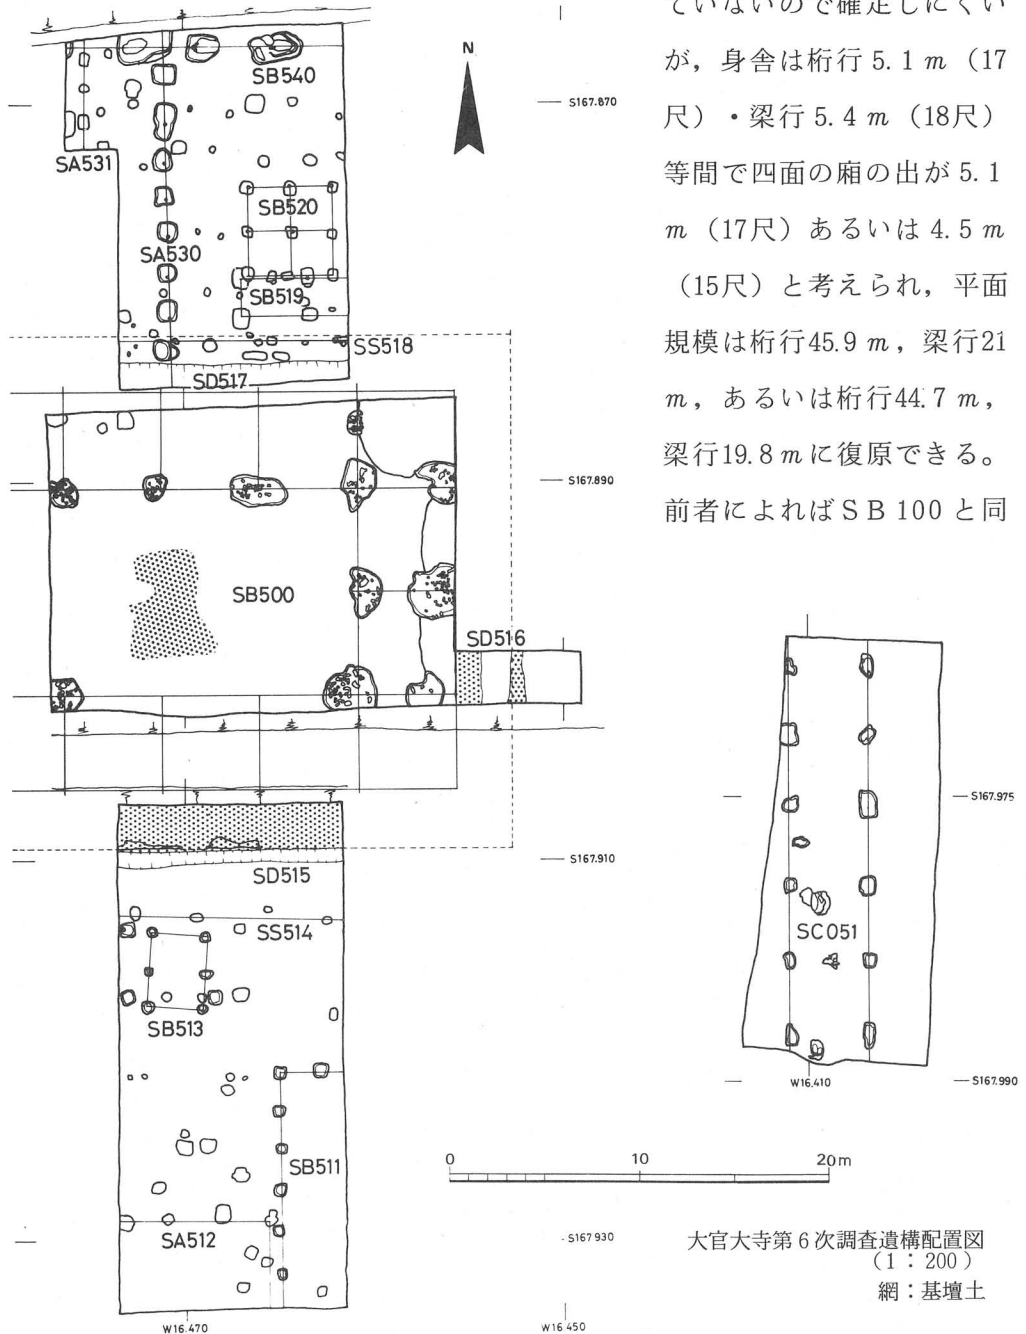 ていないので確定しにくい
が，身舎は桁行 5.1 m（17
尺）・梁行 5.4 m（18尺）
等間で四面の廂の出が 5.1
m（17尺）あるいは 4.5 m
（15尺）と考えられ，平面
規模は桁行45.9 m，梁行21
m，あるいは桁行44.7 m，
梁行19.8 m に復原できる。
前者によればＳＢ100 と同
N
SB540
S167.870
SA531
SB520
SA530
SB519
SS518
SD517
S167.890
SB500
SD516
S167.910
SD515
SS514
SB513
SB511
SA512
S167.930
W16.470
W16.450
S167.975
SC051
W16.410
S167.990
0 10 20m
大官大寺第６次調査遺構配置図
（1：200）
網：基壇土